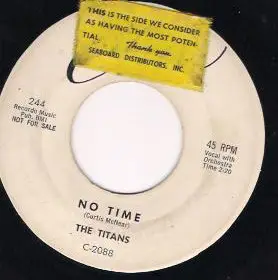 THIS IS THE SIDE WE CONSIDER
AS HAVING THE MOST POTEN-
TIAL.
Thank you
SEABOARD DISTRIBUTORS, INC.
244
Recordo Music
Pub. BMI
NOT FOR SALE
45 RPM
Vocal with
Orchestra
Time 2:20
NO TIME
(Curtis McNear)
THE TITANS
C-2088